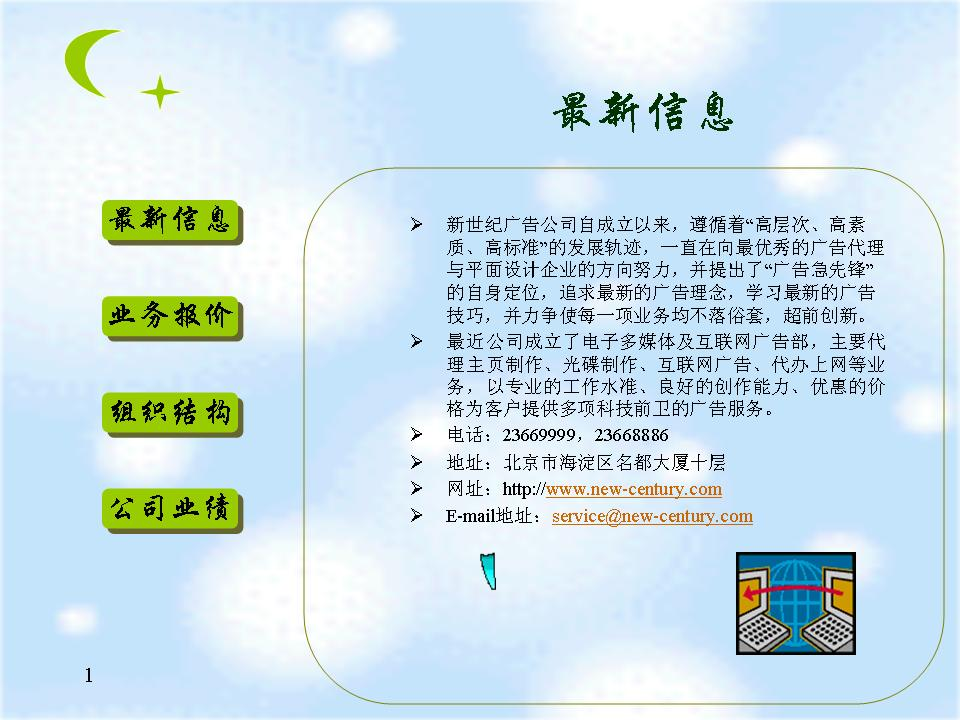 最新信息
最新信息
业务报价
组织结构
公司业绩
新世纪广告公司自成立以来，遵循着“高层次、高素
质、高标准”的发展轨迹，一直在向最优秀的广告代理
与平面设计企业的方向努力，并提出了“广告急先锋”
的自身定位，追求最新的广告理念，学习最新的广告
技巧，并力争使每一项业务均不落俗套，超前创新。
最近公司成立了电子多媒体及互联网广告部，主要代
理主页制作、光碟制作、互联网广告、代办上网等业
务，以专业的工作水准、良好的创作能力、优惠的价
格为客户提供多项科技前卫的广告服务。
电话：23669999，23668886
地址：北京市海淀区名都大厦十层
网址：http://www.new-century.com
E-mail地址：service@new-century.com
1